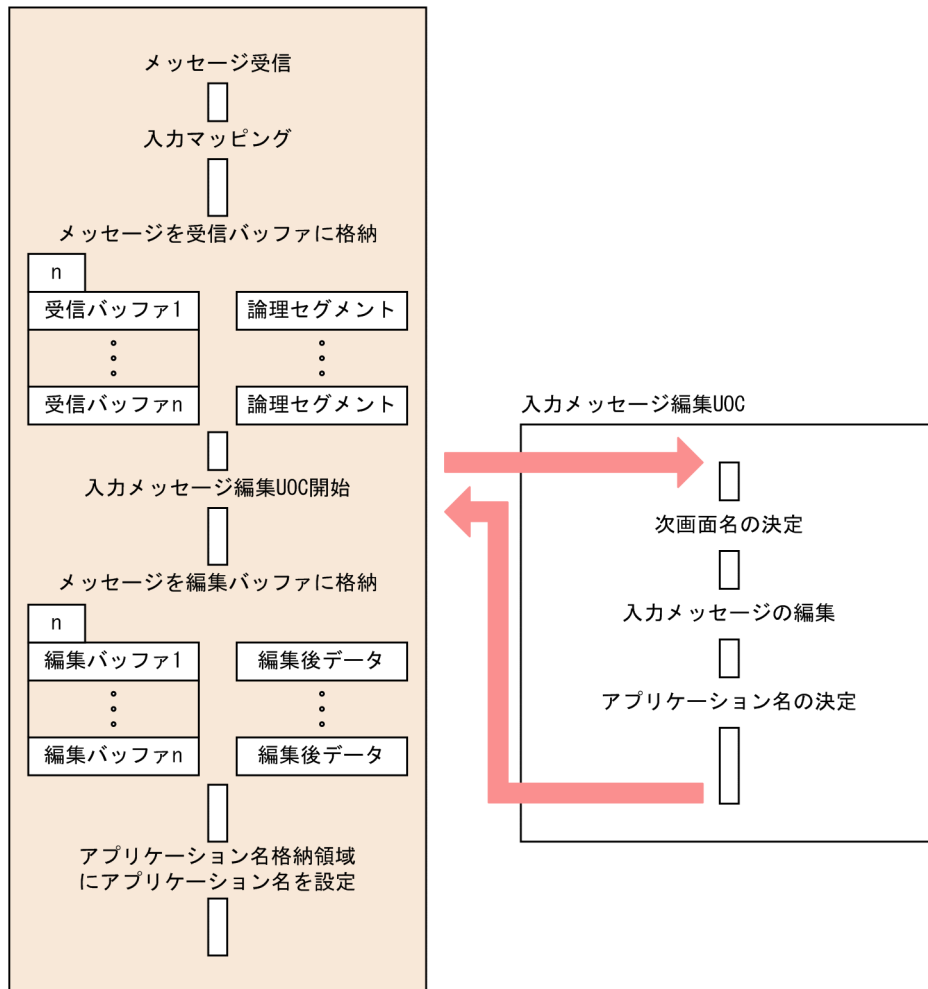 メッセージ受信
入力マッピング
メッセージを受信バッファに格納
n
受信バッファ1
論理セグメント
受信バッファn
論理セグメント
入力メッセージ編集UOC開始
メッセージを編集バッファに格納
n
編集バッファ1
編集後データ
編集バッファn
編集後データ
アプリケーション名格納領域
にアプリケーション名を設定
入力メッセージ編集UOC
次画面名の決定
入力メッセージの編集
アプリケーション名の決定